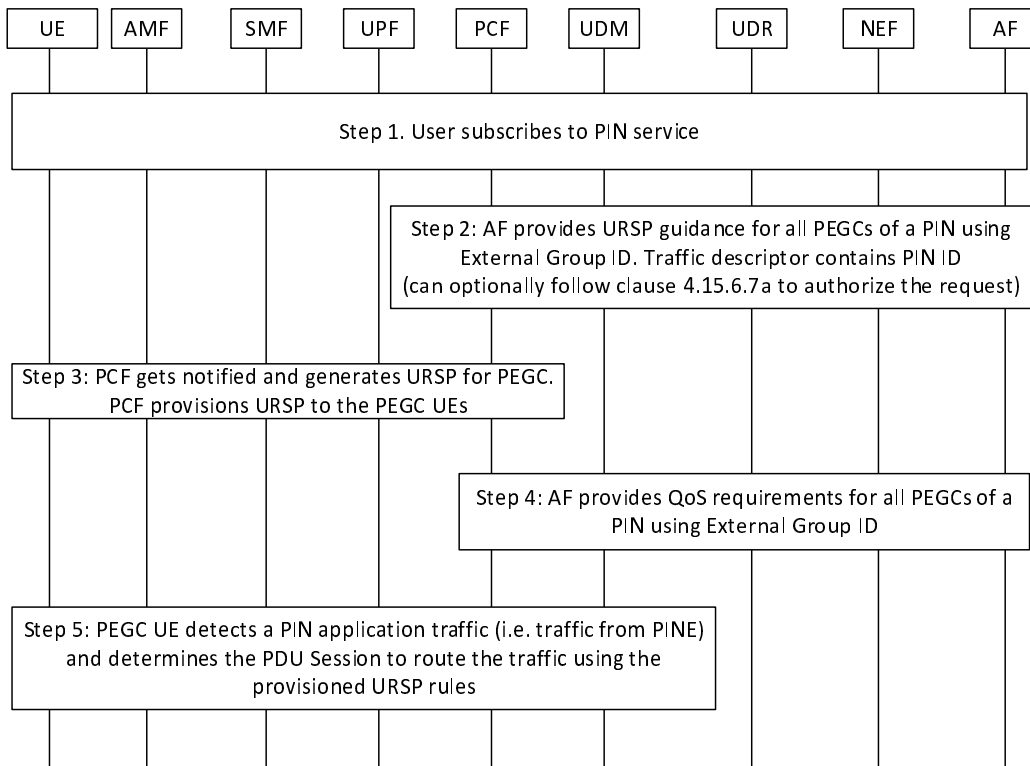 UE AMF SMF UPF PCF UDM UDR NEF AF
Step 1. User subscribes to PIN service
Step 2: AF provides URSP guidance for all PEGCs of a PIN using
External Group ID. Traffic descriptor contains PIN ID
(can optionally follow clause 4.15.6.7a to authorize the request)
Step 3: PCF gets notified and generates URSP for PEGC.
PCF provisions URSP to the PEGC UEs
Step 4: AF provides QoS requirements for all PEGCs of a
PIN using External Group ID
Step 5: PEGC UE detects a PIN application traffic (i.e. traffic from PINE)
and determines the PDU Session to route the traffic using the
provisioned URSP rules